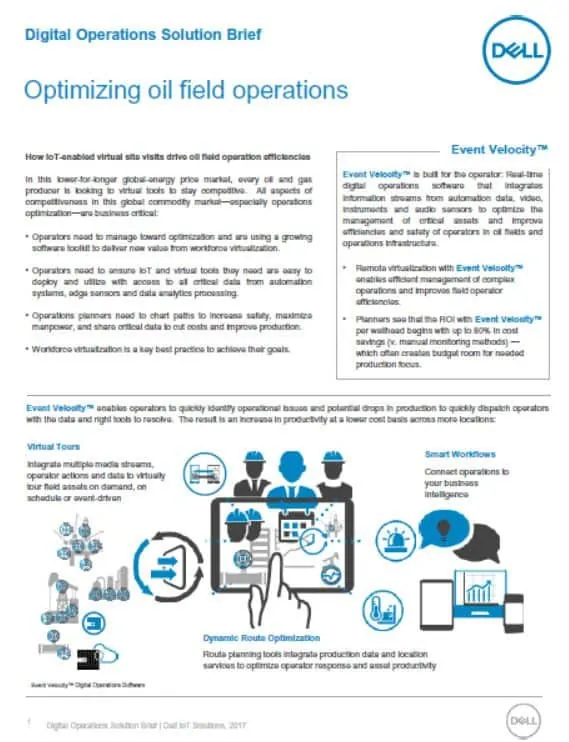 Digital Operations Solution Brief
DELL
Optimizing oil field operations
How IoT-enabled virtual site visits drive oil field operation efficiencies
In this lower-for-longer global-energy price market, every oil and gas
producer is looking to virtual tools to stay competitive. All aspects of
competitiveness in this global commodity market—especially operations
optimization—are business critical:
• Operators need to manage toward optimization and are using a growing
software toolkit to deliver new value from workforce virtualization.
• Operators need to ensure IoT and virtual tools they need are easy to
deploy and utilize with access to all critical data from automation
systems, edge sensors and data analytics processing.
• Operations planners need to chart paths to increase safety, maximize
manpower, and share critical data to cut costs and improve production.
• Workforce virtualization is a key best practice to achieve their goals.
Event Velocity™
Event Velocity™ is built for the operator: Real-time
digital operations software that integrates
information streams from automation data, video,
instruments and audio sensors to optimize the
management of critical assets and improve
efficiencies and safety of operators in oil fields and
operations infrastructure.
• Remote virtualization with Event Velocity™
enables efficient management of complex
operations and improves field operator
efficiencies.
• Planners see that the ROI with Event Velocity™
per wellhead begins with up to 80% in cost
savings (v. manual monitoring methods) —
which often creates budget room for needed
production focus.
Event Velocity™ enables operators to quickly identify operational issues and potential drops in production to quickly dispatch operators
with the data and right tools to resolve. The result is an increase in productivity at a lower cost basis across more locations:
Virtual Tours
Integrate multiple media streams,
operator actions and data to virtually
tour field assets on demand, on
schedule or event-driven
Smart Workflows
Connect operations to
your business
intelligence
Dynamic Route Optimization
Route planning tools integrate production data and location
services to optimize operator response and asset productivity
Event Velocity™ Digital Operations Software
1 Digital Operations Solution Brief | Dell IoT Solutions, 2017
DELL